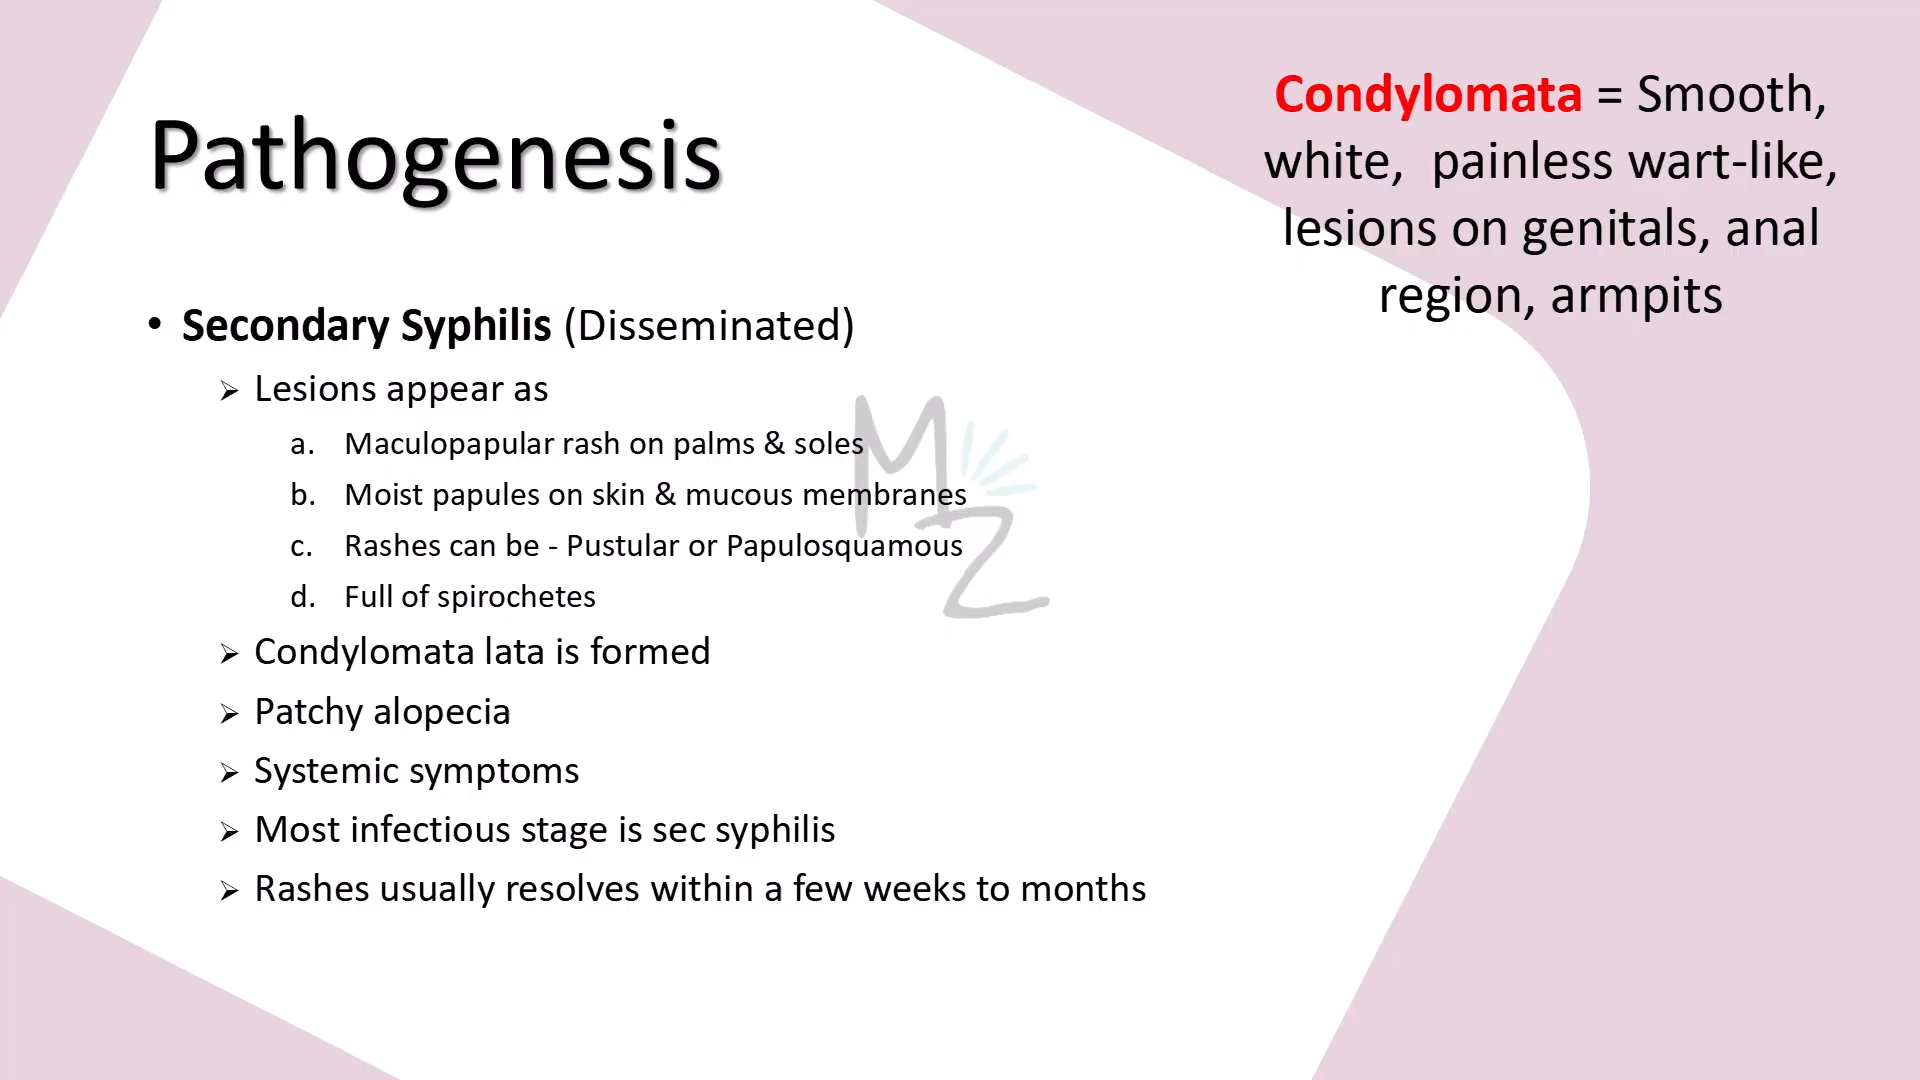 Pathogenesis
Condylomata = Smooth,
white, painless wart-like,
lesions on genitals, anal
region, armpits
• Secondary Syphilis (Disseminated)
➢ Lesions appear as
a. Maculopapular rash on palms & soles
b. Moist papules on skin & mucous membranes
c. Rashes can be - Pustular or Papulosquamous
d. Full of spirochetes
➢ Condylomata lata is formed
➢ Patchy alopecia
➢ Systemic symptoms
➢ Most infectious stage is sec syphilis
➢ Rashes usually resolves within a few weeks to months
MZ